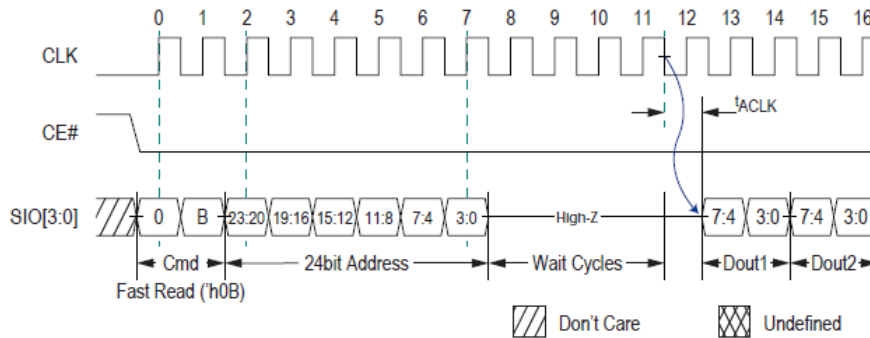 0 1 2 3 4 5 6 7 8 9 10 11 12 13 14 15 16
CLK
tACLK
CE#
SIO[3:0] 0 B 23:20 19:16 15:12 11:8 7:4 3:0 High-Z 7:4 3:0 7:4 3:0
Cmd 24bit Address Wait Cycles Dout1 Dout2
Fast Read ('h0B)
Don't Care Undefined